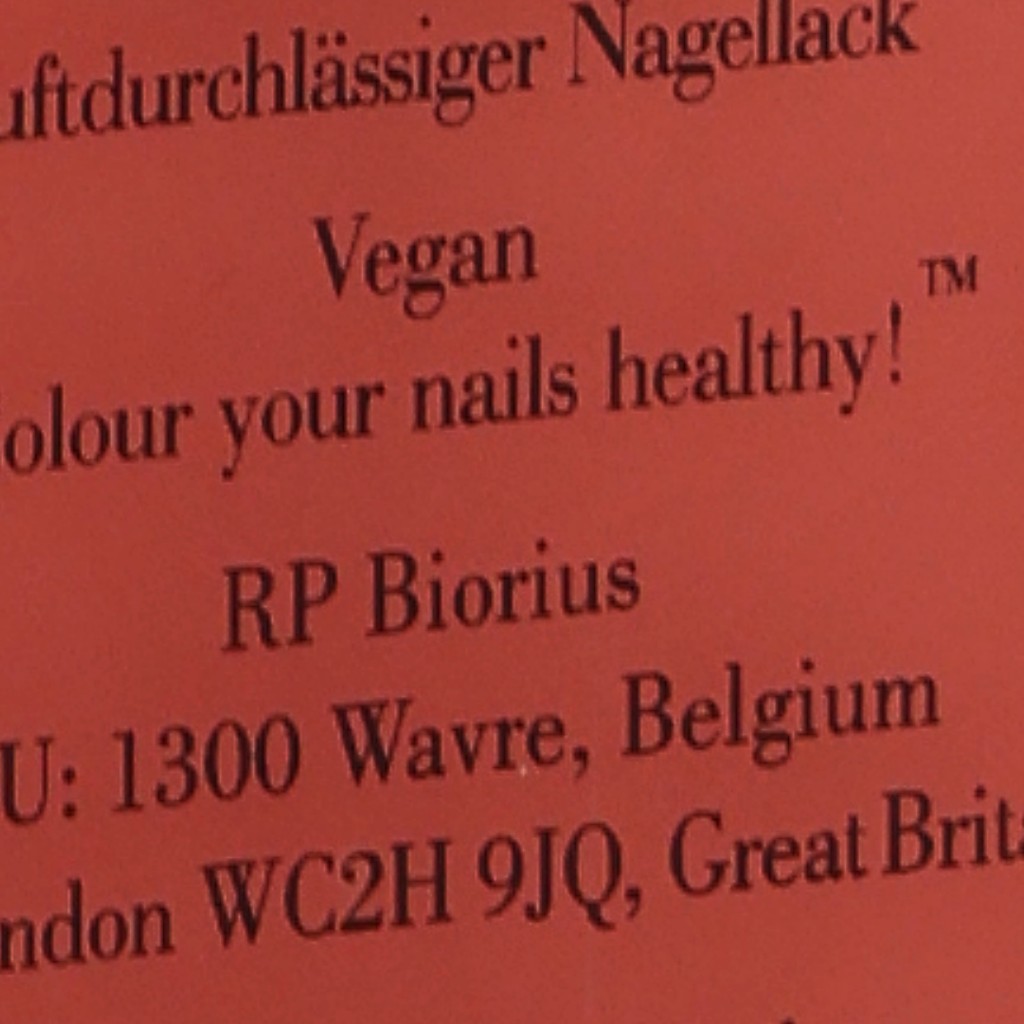 uftdurchlässiger Nagellack
Vegan
olour your nails healthy!™
RP Biorius
U: 1300 Wavre, Belgium
ndon WC2H 9JQ, Great Brit